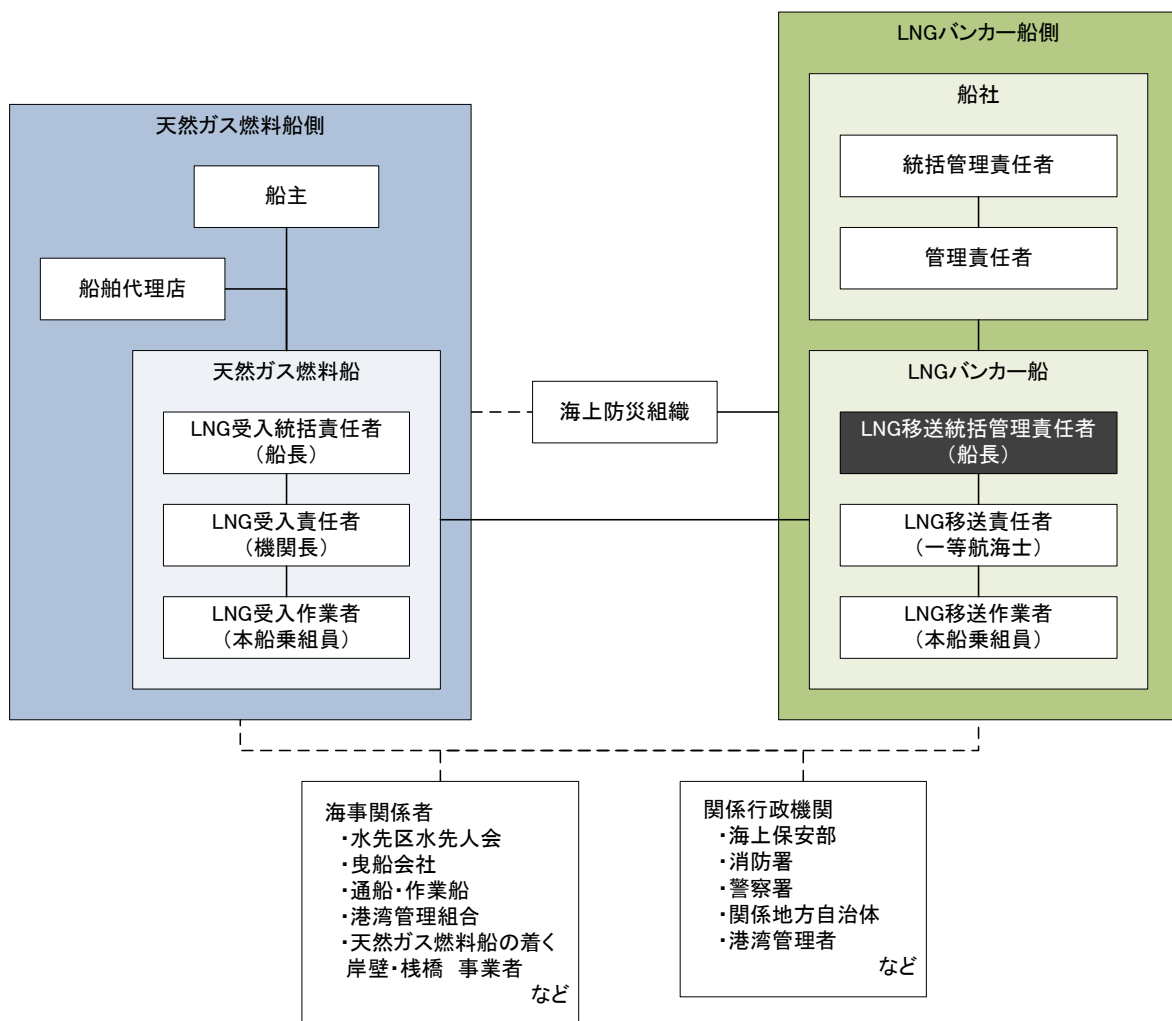 天然ガス燃料船側
船主
船舶代理店
天然ガス燃料船
LNG受入統括責任者
(船長)
LNG受入責任者
(機関長)
LNG受入作業者
(本船乗組員)
海上防災組織
LNGバンカー船側
船社
統括管理責任者
管理責任者
LNGバンカー船
LNG移送統括管理責任者
(船長)
LNG移送責任者
(一等航海士)
LNG移送作業者
(本船乗組員)
海事関係者
・水先区水先人会
・曳船会社
・通船・作業船
・港湾管理組合
・天然ガス燃料船の着く
岸壁・桟橋 事業者
など
関係行政機関
・海上保安部
・消防署
・警察署
・関係地方自治体
・港湾管理者
など